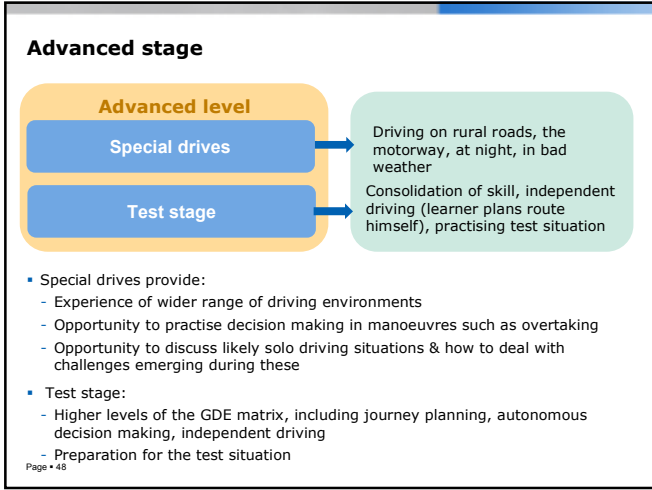 Advanced stage
Advanced level
Special drives
Driving on rural roads, the
motorway, at night, in bad
weather
Test stage
Consolidation of skill, independent
driving (learner plans route
himself), practising test situation
▪ Special drives provide:
- Experience of wider range of driving environments
- Opportunity to practise decision making in manoeuvres such as overtaking
- Opportunity to discuss likely solo driving situations & how to deal with
challenges emerging during these
▪ Test stage:
- Higher levels of the GDE matrix, including journey planning, autonomous
decision making, independent driving
- Preparation for the test situation
Page ▪ 48